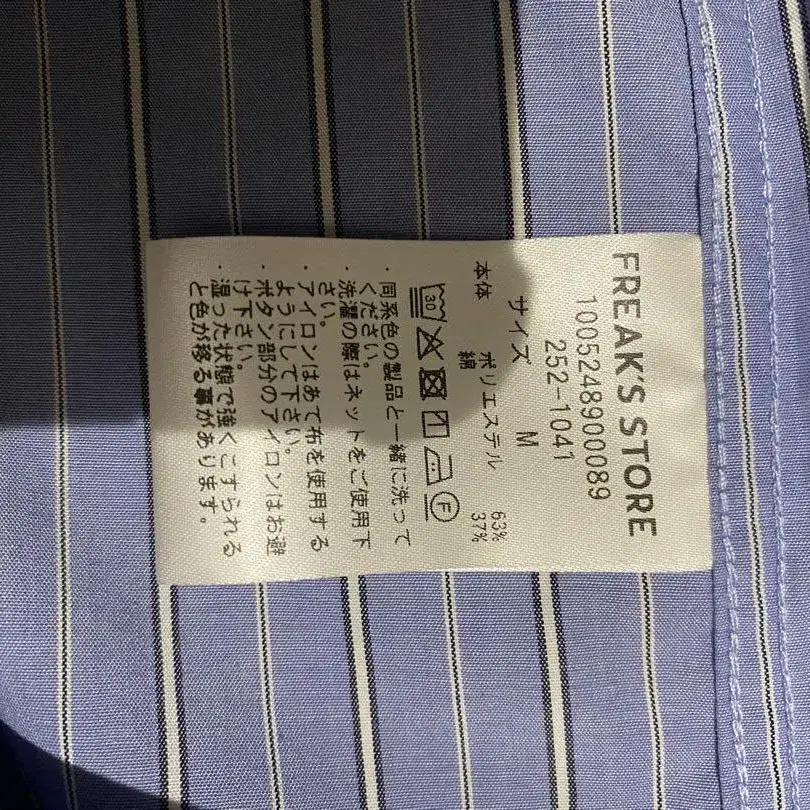 FREAK'S STORE
1005248900089
252-1041
サイズ M
本体 ポリエステル 63%
綿 37%
30
F
・同系色の製品と一緒に洗って
ください。
・洗濯の際はネットをご使用下
さい。
・アイロンはあて布を使用する
ようにして下さい。
・ボタン部分のアイロンはお避
け下さい。
・湿った状態で強くこすられる
と色が移る事があります。